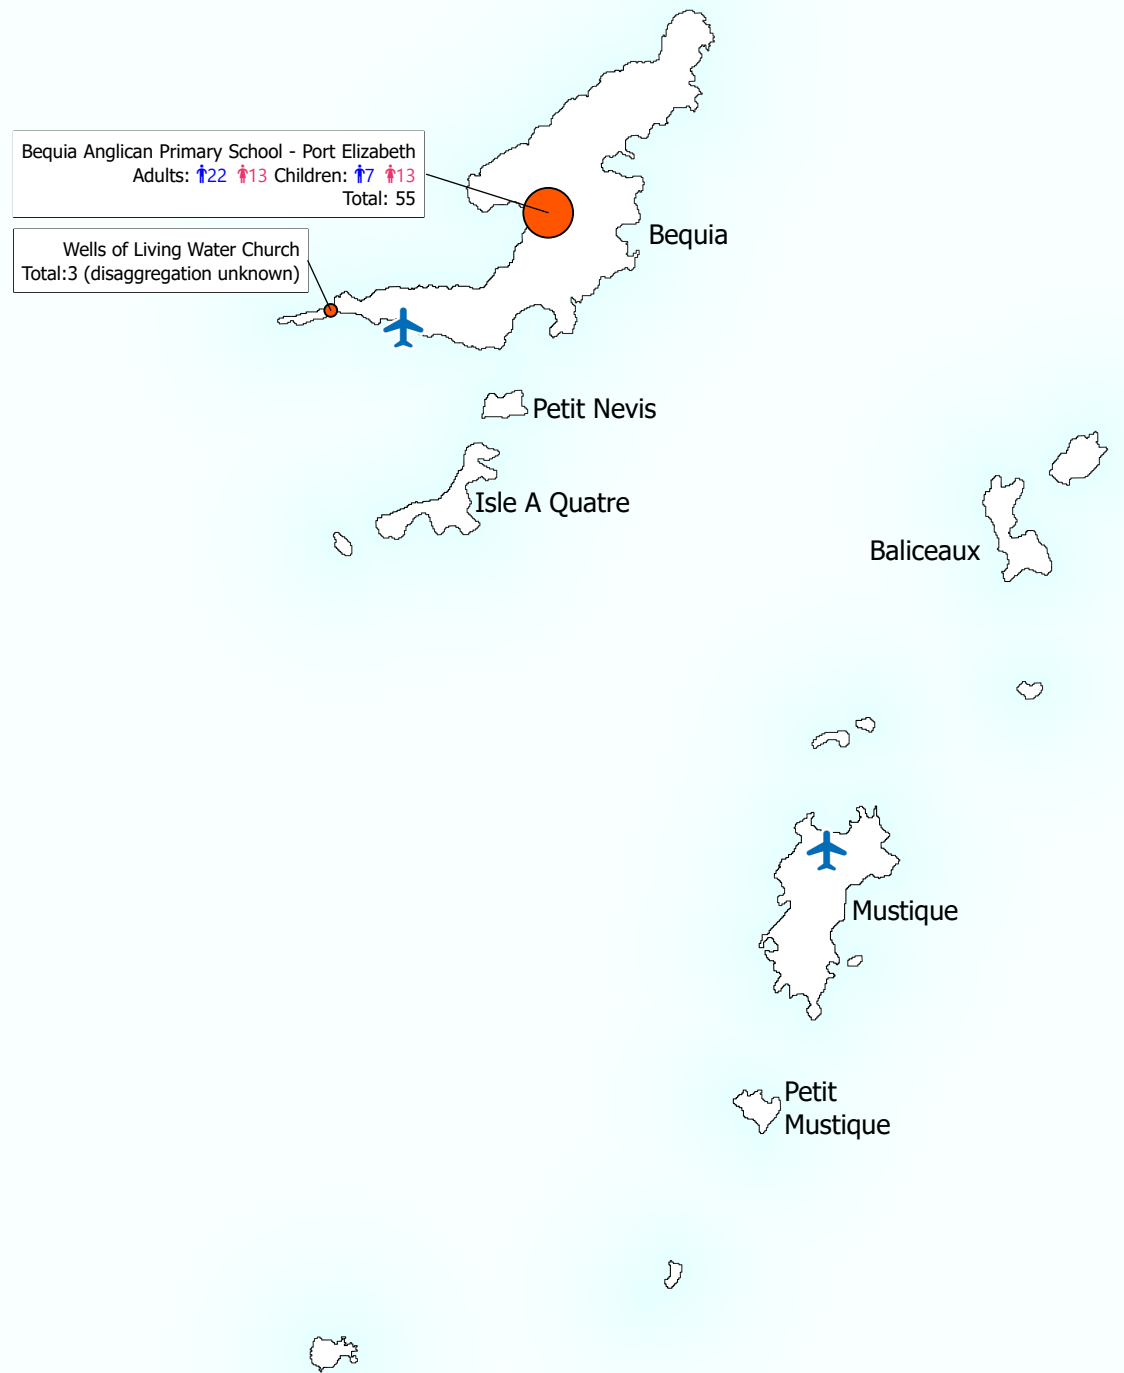 Bequia Anglican Primary School - Port Elizabeth
Adults: 22 13 Children: 7 13
Total: 55
Bequia
Wells of Living Water Church
Total:3 (disaggregation unknown)
Petit Nevis
Isle A Quatre
Baliceaux
Mustique
Petit
Mustique